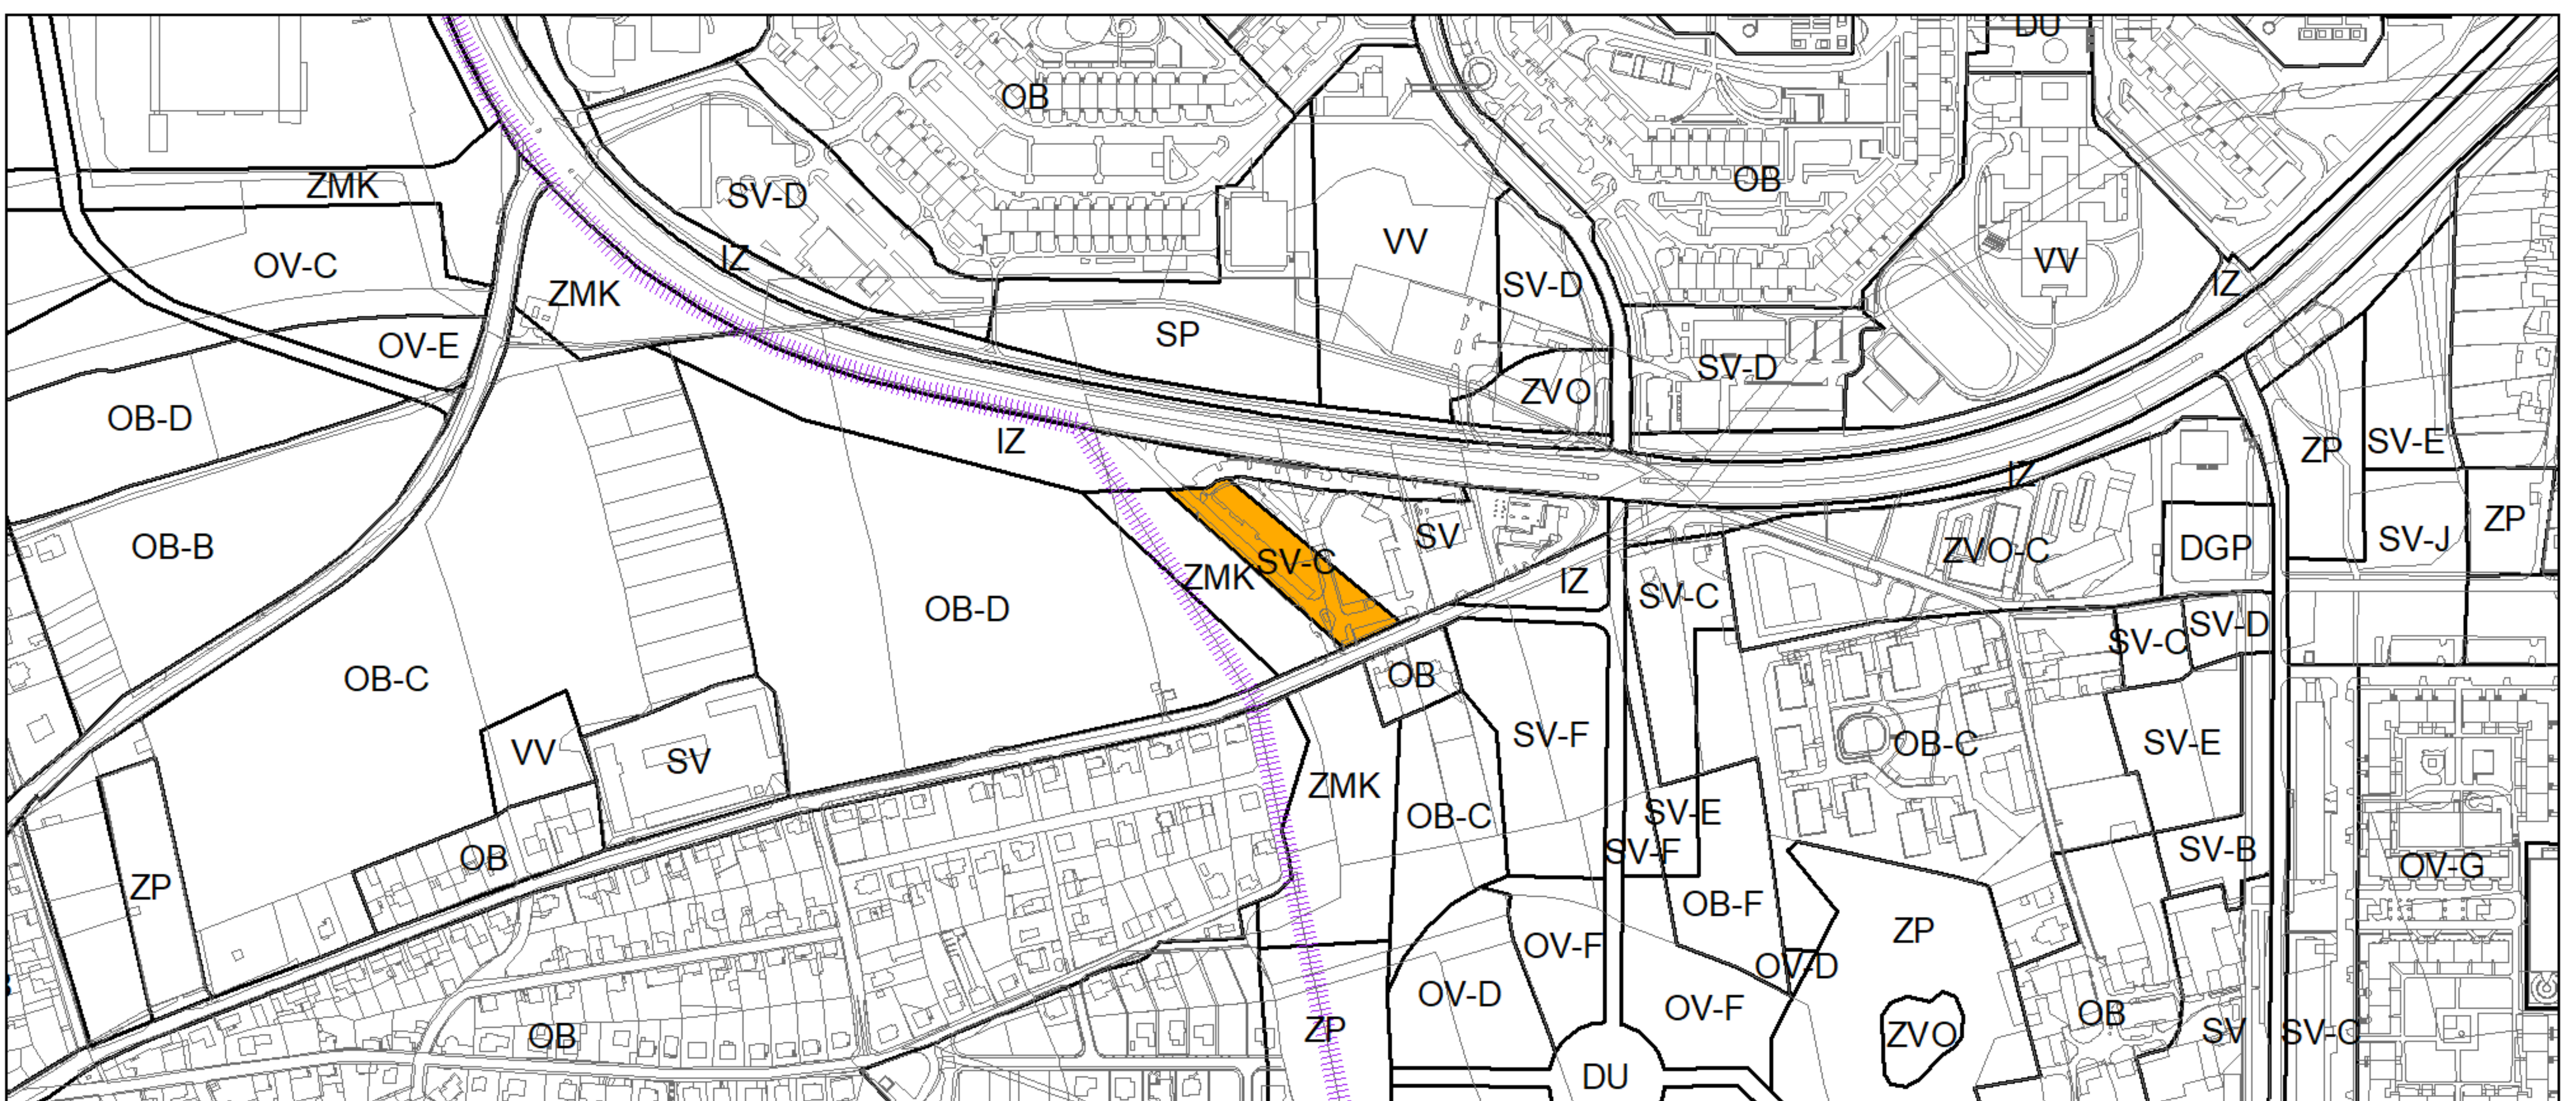 DU
OB
OB
ZMK
SV-D
VV
IZ
VV
OV-C
IZ
SV-D
ZMK
SP
OV-E
SV-D
ZVO
OB-D
IZ
SV-E
ZP
IZ
ZP
SV
OB-B
ZVO-C
DGP
SV-J
SV-C
ZMK
IZ
SV-C
OB-D
SV-D
SV-C
OB-C
OB
SV-F
OB-C
SV-E
VV
SV
ZMK
SV-E
OB-C
SV-F
SV-B
OB
OV-G
ZP
OB-F
ZP
OV-F
OV-D
OV-D
OV-F
OB
ZP
OB
ZVO
SV
SV-C
DU